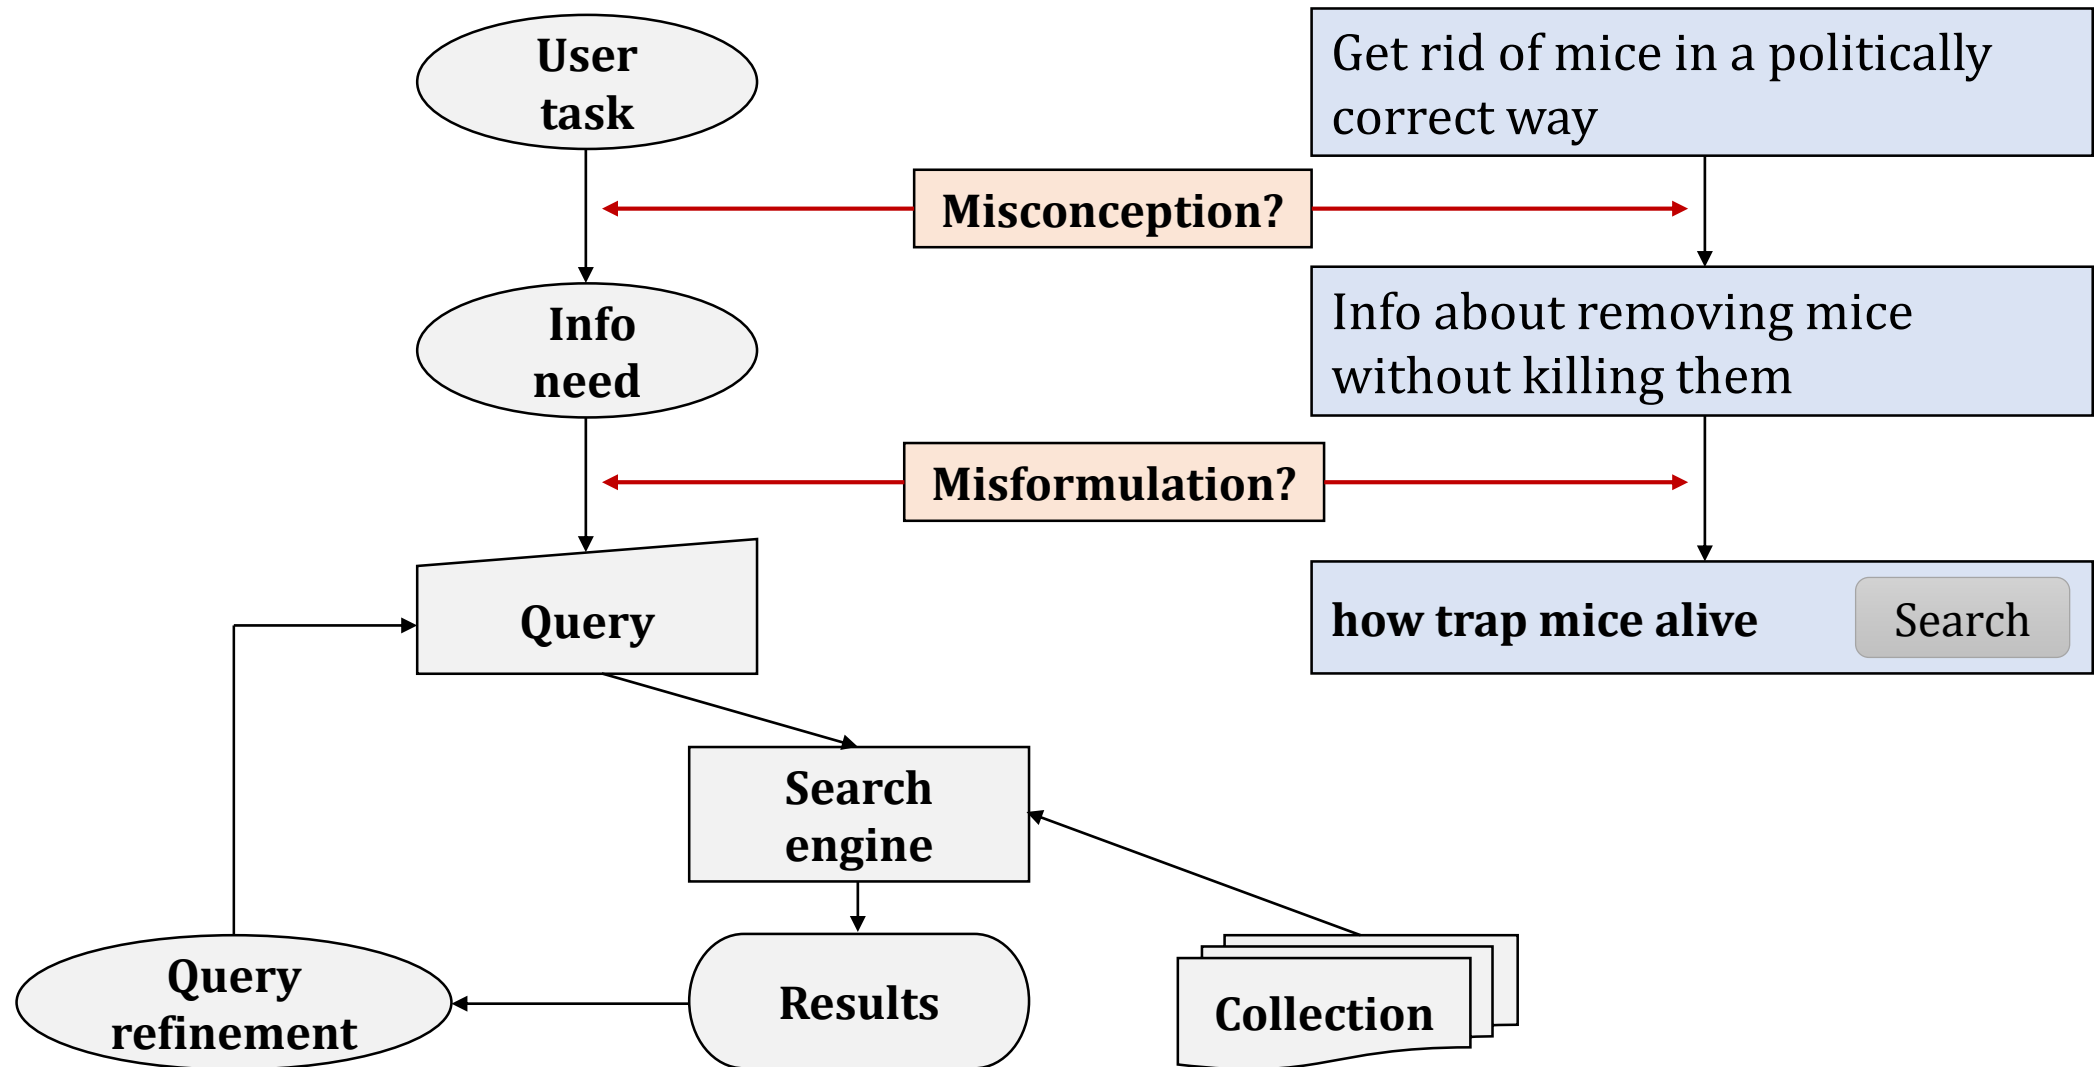 User
task
Get rid of mice in a politically
correct way
Misconception?
Info
need
Info about removing mice
without killing them
Misformulation?
Query
how trap mice alive
Search
Search
engine
Query
refinement
Results
Collection